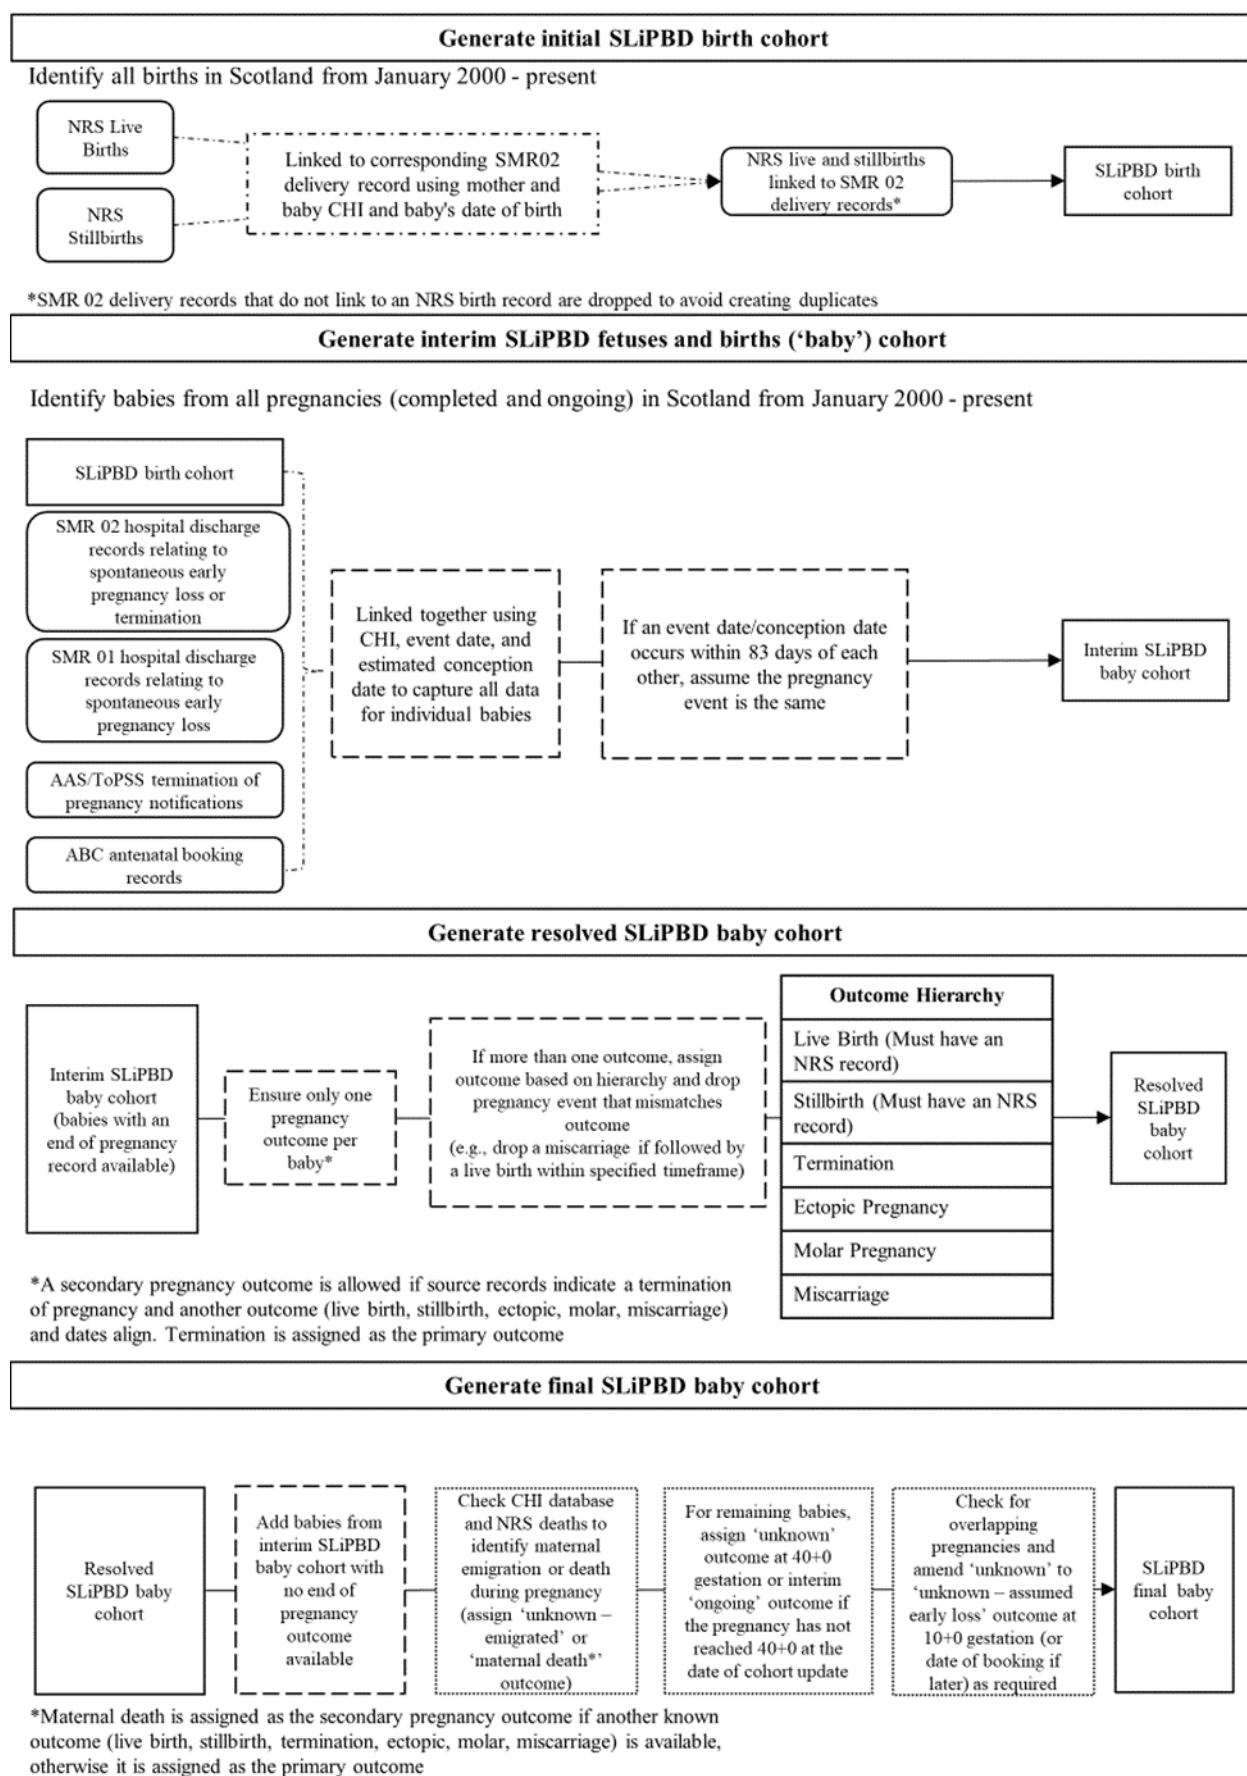 Generate initial SLiPBD birth cohort
Identify all births in Scotland from January 2000 - present
NRS Live
Births
NRS
Stillbirths
Linked to corresponding SMR02
delivery record using mother and
baby CHI and baby's date of birth
NRS live and stillbirths
linked to SMR 02
delivery records*
SLiPBD birth
cohort
*SMR 02 delivery records that do not link to an NRS birth record are dropped to avoid creating duplicates
Generate interim SLiPBD fetuses and births (‘baby’) cohort
Identify babies from all pregnancies (completed and ongoing) in Scotland from January 2000 - present
SLiPBD birth cohort
SMR 02 hospital discharge
records relating to
spontaneous early
pregnancy loss or
termination
SMR 01 hospital discharge
records relating to
spontaneous early
pregnancy loss
AAS/ToPSS termination of
pregnancy notifications
ABC antenatal booking
records
Linked together using
CHI, event date, and
estimated conception
date to capture all data
for individual babies
If an event date/conception date
occurs within 83 days of each
other, assume the pregnancy
event is the same
Interim SLiPBD
baby cohort
Generate resolved SLiPBD baby cohort
Interim SLiPBD
baby cohort
(babies with an
end of pregnancy
record available)
Ensure only one
pregnancy
outcome per
baby*
If more than one outcome, assign
outcome based on hierarchy and drop
pregnancy event that mismatches
outcome
(e.g., drop a miscarriage if followed by
a live birth within specified timeframe)
Outcome Hierarchy
Live Birth (Must have an
NRS record)
Stillbirth (Must have an NRS
record)
Termination
Ectopic Pregnancy
Molar Pregnancy
Miscarriage
Resolved
SLiPBD
baby
cohort
*A secondary pregnancy outcome is allowed if source records indicate a termination
of pregnancy and another outcome (live birth, stillbirth, ectopic, molar, miscarriage)
and dates align. Termination is assigned as the primary outcome
Generate final SLiPBD baby cohort
Resolved
SLiPBD baby
cohort
Add babies from
interim SLiPBD
baby cohort with
no end of
pregnancy
outcome
available
Check CHI database
and NRS deaths to
identify maternal
emigration or death
during pregnancy
(assign ‘unknown –
emigrated’ or
‘maternal death*’
outcome)
For remaining babies,
assign ‘unknown’
outcome at 40+0
gestation or interim
‘ongoing’ outcome if
the pregnancy has not
reached 40+0 at the
date of cohort update
Check for
overlapping
pregnancies and
amend ‘unknown’ to
‘unknown – assumed
early loss’ outcome at
10+0 gestation (or
date of booking if
later) as required
SLiPBD
final baby
cohort
*Maternal death is assigned as the secondary pregnancy outcome if another known
outcome (live birth, stillbirth, termination, ectopic, molar, miscarriage) is available,
otherwise it is assigned as the primary outcome